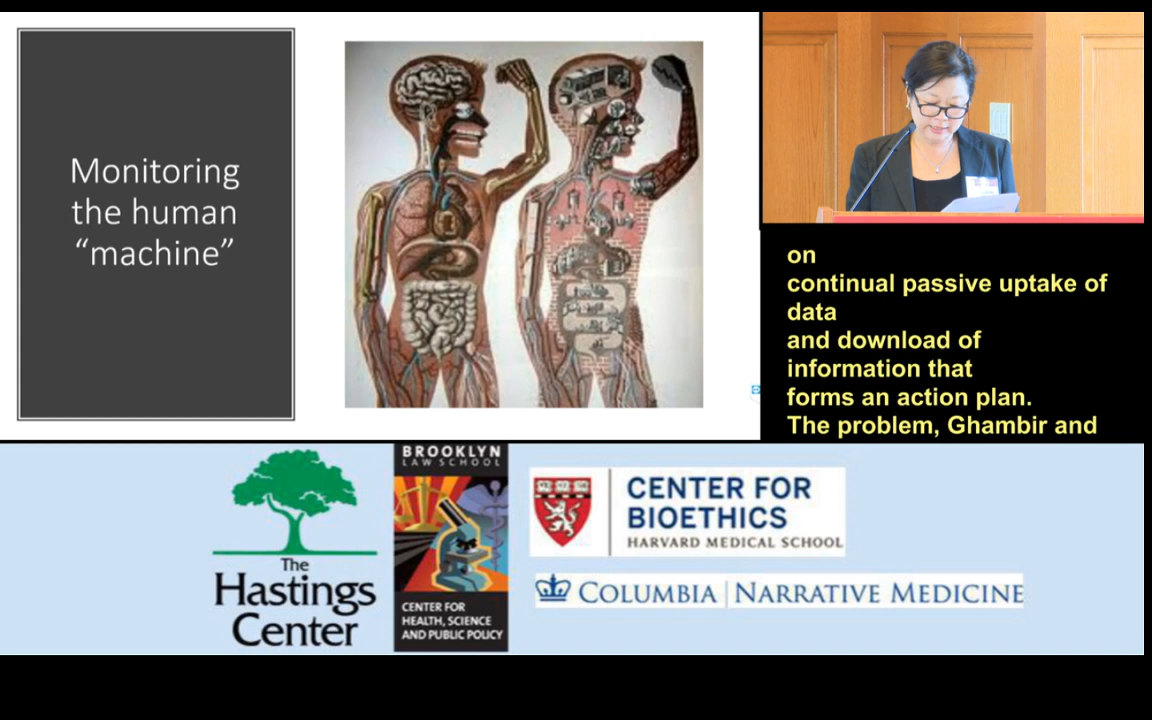 Monitoring
the human
“machine”
on
continual passive uptake of
data
and download of
information that
forms an action plan.
The problem, Ghambir and
The
Hastings
Center
BROOKLYN
LAW SCHOOL
CENTER FOR
HEALTH, SCIENCE
AND PUBLIC POLICY
CENTER FOR
BIOETHICS
HARVARD MEDICAL SCHOOL
COLUMBIA | NARRATIVE MEDICINE